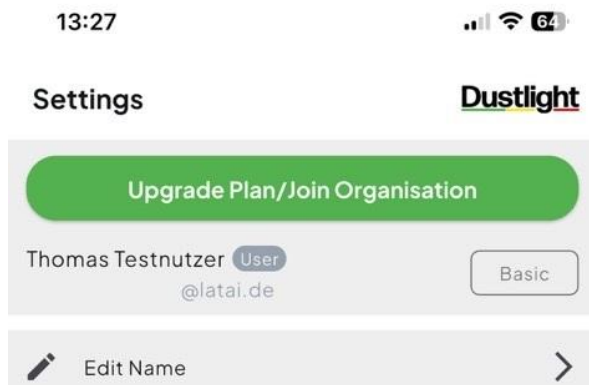 13:27
64
Settings
Dustlight
Upgrade Plan/Join Organisation
Thomas Testnutzer User
@latai.de
Basic
Edit Name